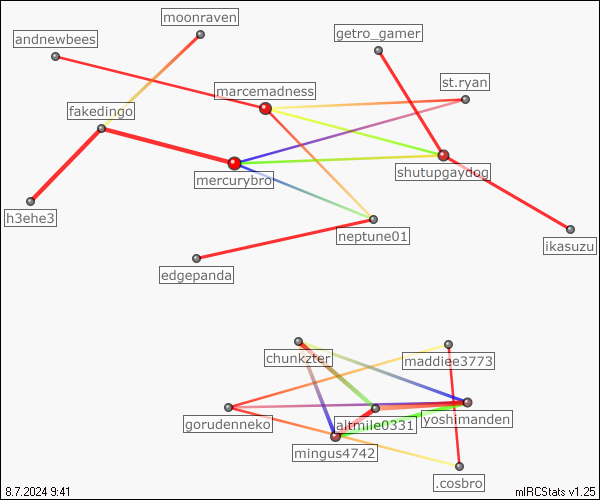 moonraven
andnewbees
getro_gamer
st.ryan
marcemadness
fakedingo
shutupgaydog
mercurybro
h3ehe3
neptune01
ikasuzu
edgepanda
chunkzter
maddiee3773
gorudenneko
altmile0331
yoshimanden
mingus4742
.cosbro
8.7.2024 9:41
mIRCStats v1.25